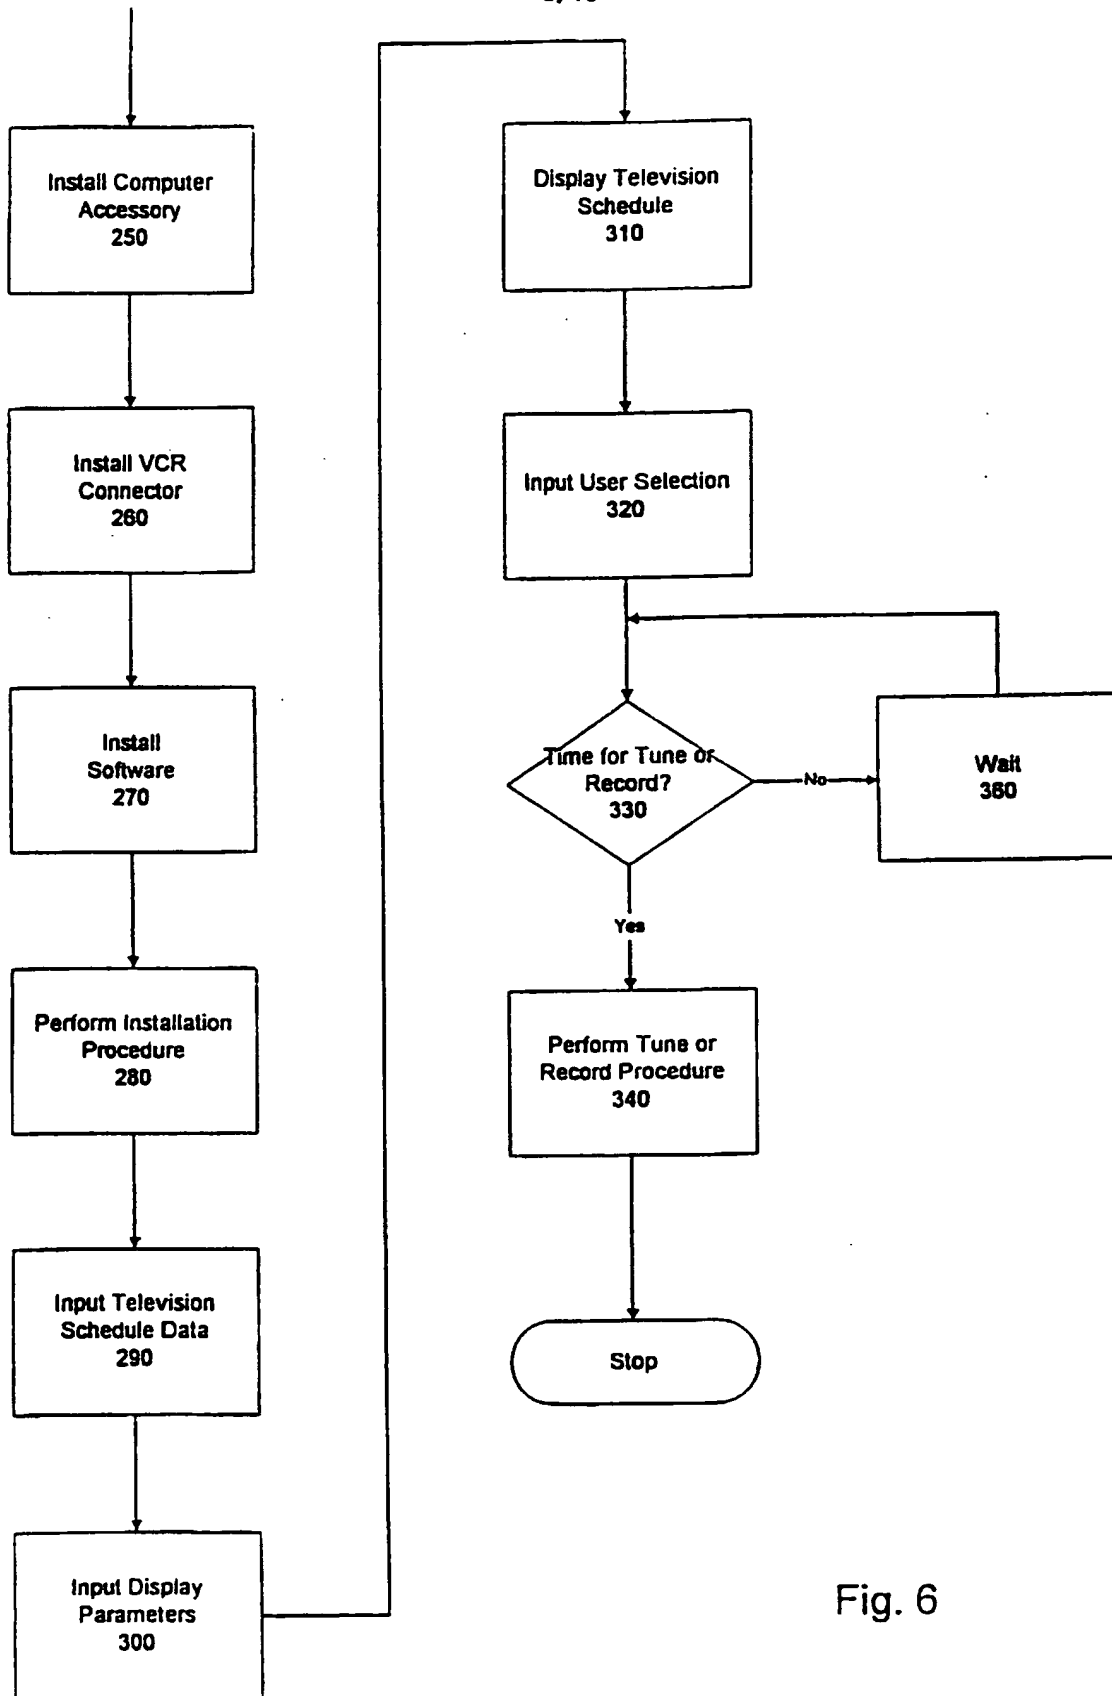 Install Computer
Accessory
250
Install VCR
Connector
260
Install
Software
270
Perform Installation
Procedure
280
Input Television
Schedule Data
290
Input Display
Parameters
300
Display Television
Schedule
310
Input User Selection
320
Time for Tune or
Record?
330
No
Wait
360
Yes
Perform Tune or
Record Procedure
340
Stop
Fig. 6